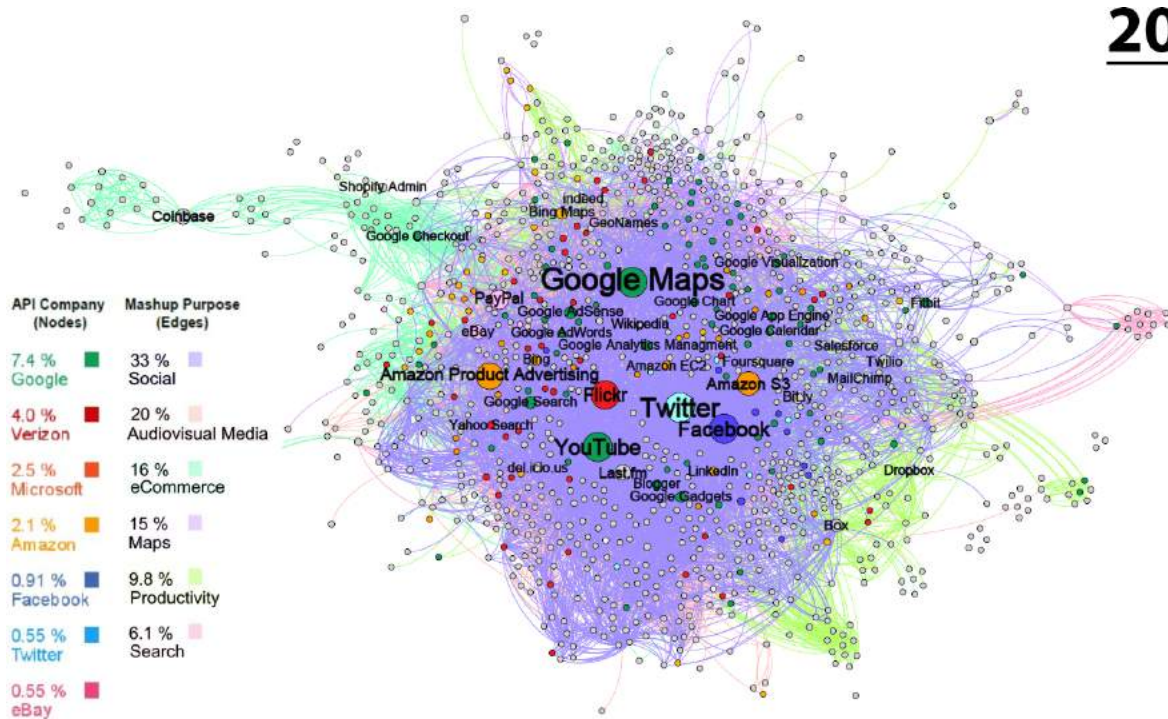 20
Shopify Admin
Coinbase
Google Checkout
indeed
Bing Maps
GeoNames
Google Visualization
Google Maps
PayPal
Google Chart
Fitbit
Google AdSense
Google App Engine
eBay
Google AdWords
Wikipedia
Google Calendar
Google Analytics Managment
Salesforce
Bing
Amazon EC2
Foursquare
Twilio
Amazon Product Advertising
Amazon S3
MailChimp
Flickr
Bit.ly
Google Search
Twitter
Facebook
Yahoo Search
YouTube
del.icio.us
Last.fm
LinkedIn
Dropbox
Blogger
Google Gadgets
Box
API Company
(Nodes)
7.4 %
Google
4.0 %
Verizon
2.5 %
Microsoft
2.1 %
Amazon
0.91 %
Facebook
0.55 %
Twitter
0.55 %
eBay
Mashup Purpose
(Edges)
33 %
Social
20 %
Audiovisual Media
16 %
eCommerce
15 %
Maps
9.8 %
Productivity
6.1 %
Search